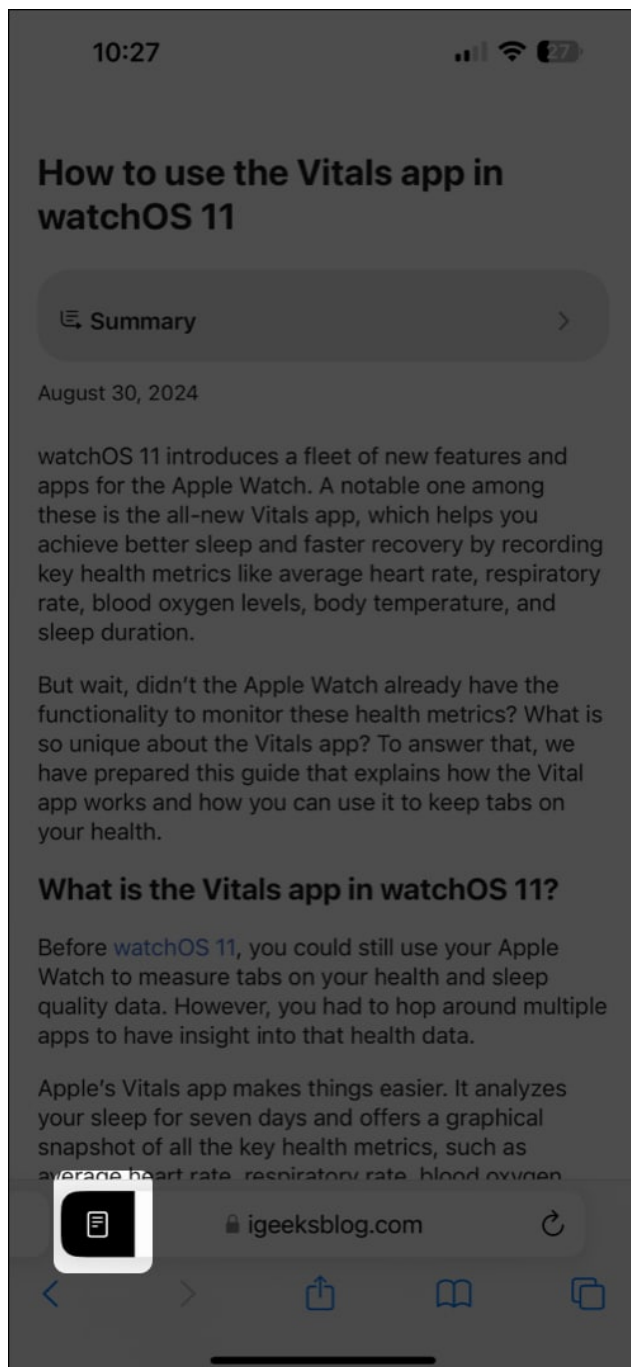 10:27
27
How to use the Vitals app in
watchOS 11
Summary
August 30, 2024
watchOS 11 introduces a fleet of new features and
apps for the Apple Watch. A notable one among
these is the all-new Vitals app, which helps you
achieve better sleep and faster recovery by recording
key health metrics like average heart rate, respiratory
rate, blood oxygen levels, body temperature, and
sleep duration.
But wait, didn’t the Apple Watch already have the
functionality to monitor these health metrics? What is
so unique about the Vitals app? To answer that, we
have prepared this guide that explains how the Vital
app works and how you can use it to keep tabs on
your health.
What is the Vitals app in watchOS 11?
Before watchOS 11, you could still use your Apple
Watch to measure tabs on your health and sleep
quality data. However, you had to hop around multiple
apps to have insight into that health data.
Apple’s Vitals app makes things easier. It analyzes
your sleep for seven days and offers a graphical
snapshot of all the key health metrics, such as
average heart rate, respiratory rate, blood oxygen
igeeksblog.com